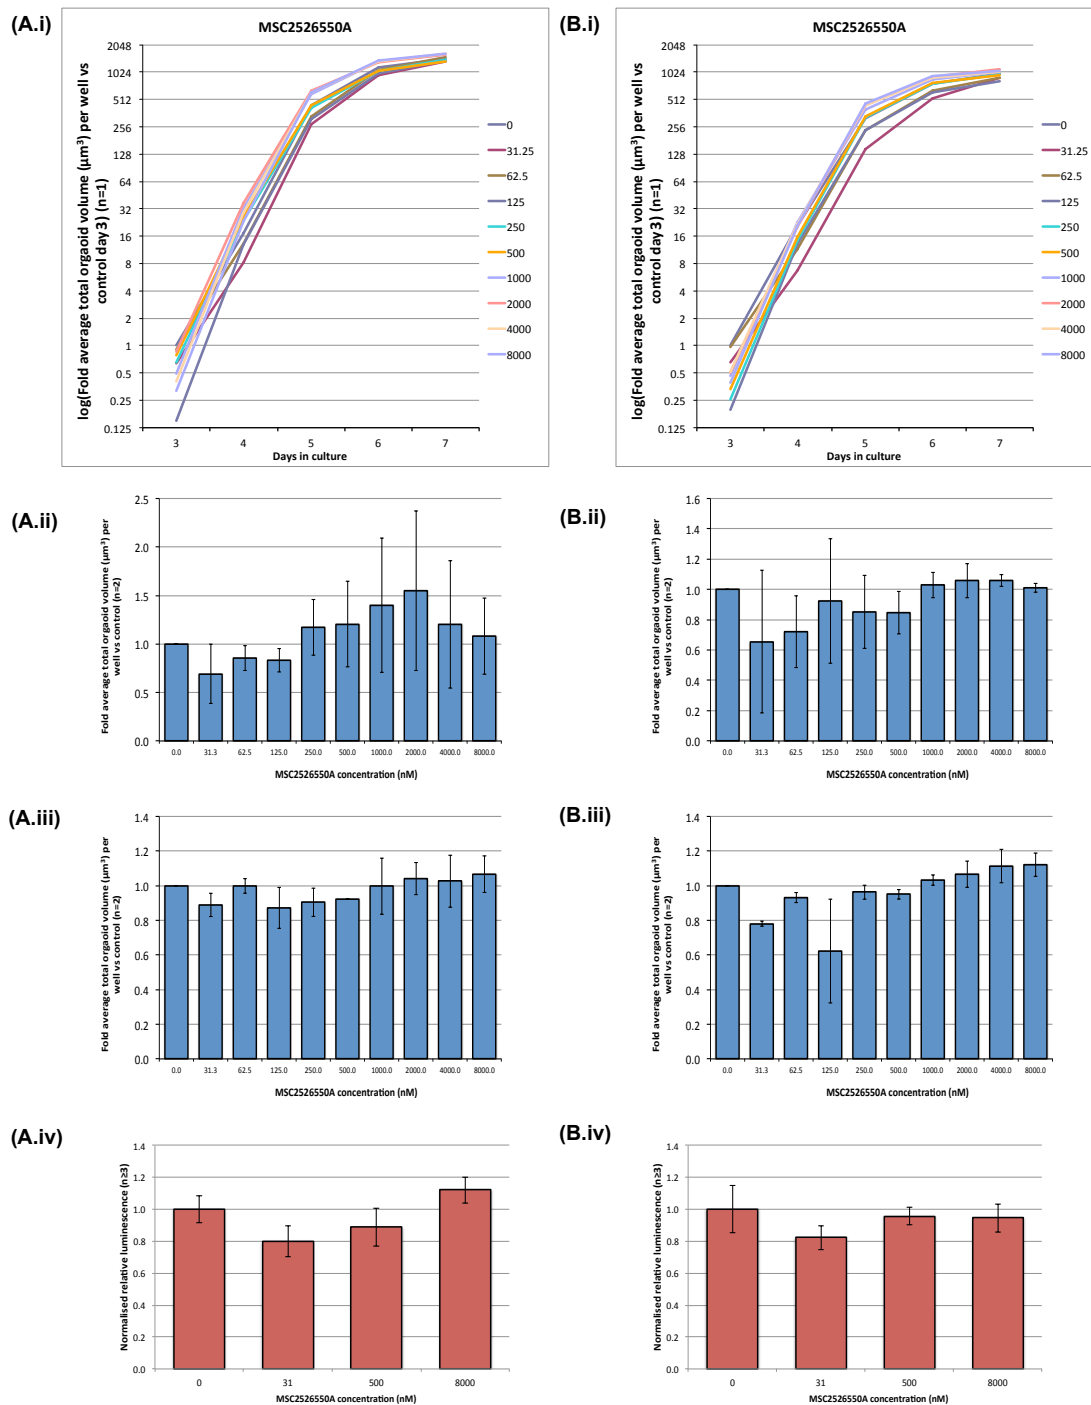 (A.i)
MSC2526550A
log(Fold average total orgaoid volume (µm³) per well vs
control day 3) (n=1)
2048
1024
512
256
128
64
32
16
8
4
2
1
0.5
0.25
0.125
3 4 5 6 7
Days in culture
0
31.25
62.5
125
250
500
1000
2000
4000
8000
(B.i)
MSC2526550A
log(Fold average total orgaoid volume (µm³) per well vs
control day 3) (n=1)
2048
1024
512
256
128
64
32
16
8
4
2
1
0.5
0.25
0.125
3 4 5 6 7
Days in culture
0
31.25
62.5
125
250
500
1000
2000
4000
8000
(A.ii)
Fold average total orgaoid volume (µm³) per
well vs control (n=2)
2.5
2.0
1.5
1.0
0.5
0.0
0.0 31.3 62.5 125.0 250.0 500.0 1000.0 2000.0 4000.0 8000.0
MSC2526550A concentration (nM)
(B.ii)
Fold average total orgaoid volume (µm³) per
well vs control (n=2)
1.6
1.4
1.2
1.0
0.8
0.6
0.4
0.2
0.0
0.0 31.3 62.5 125.0 250.0 500.0 1000.0 2000.0 4000.0 8000.0
MSC2526550A concentration (nM)
(A.iii)
Fold average total orgaoid volume (µm³) per
well vs control (n=2)
1.4
1.2
1.0
0.8
0.6
0.4
0.2
0.0
0.0 31.3 62.5 125.0 250.0 500.0 1000.0 2000.0 4000.0 8000.0
MSC2526550A concentration (nM)
(B.iii)
Fold average total orgaoid volume (µm³) per
well vs control (n=2)
1.4
1.2
1.0
0.8
0.6
0.4
0.2
0.0
0.0 31.3 62.5 125.0 250.0 500.0 1000.0 2000.0 4000.0 8000.0
MSC2526550A concentration (nM)
(A.iv)
Normalised relative luminescence (n≥3)
1.4
1.2
1.0
0.8
0.6
0.4
0.2
0.0
0 31 500 8000
MSC2526550A concentration (nM)
(B.iv)
Normalised relative luminescence (n≥3)
1.4
1.2
1.0
0.8
0.6
0.4
0.2
0.0
0 31 500 8000
MSC2526550A concentration (nM)